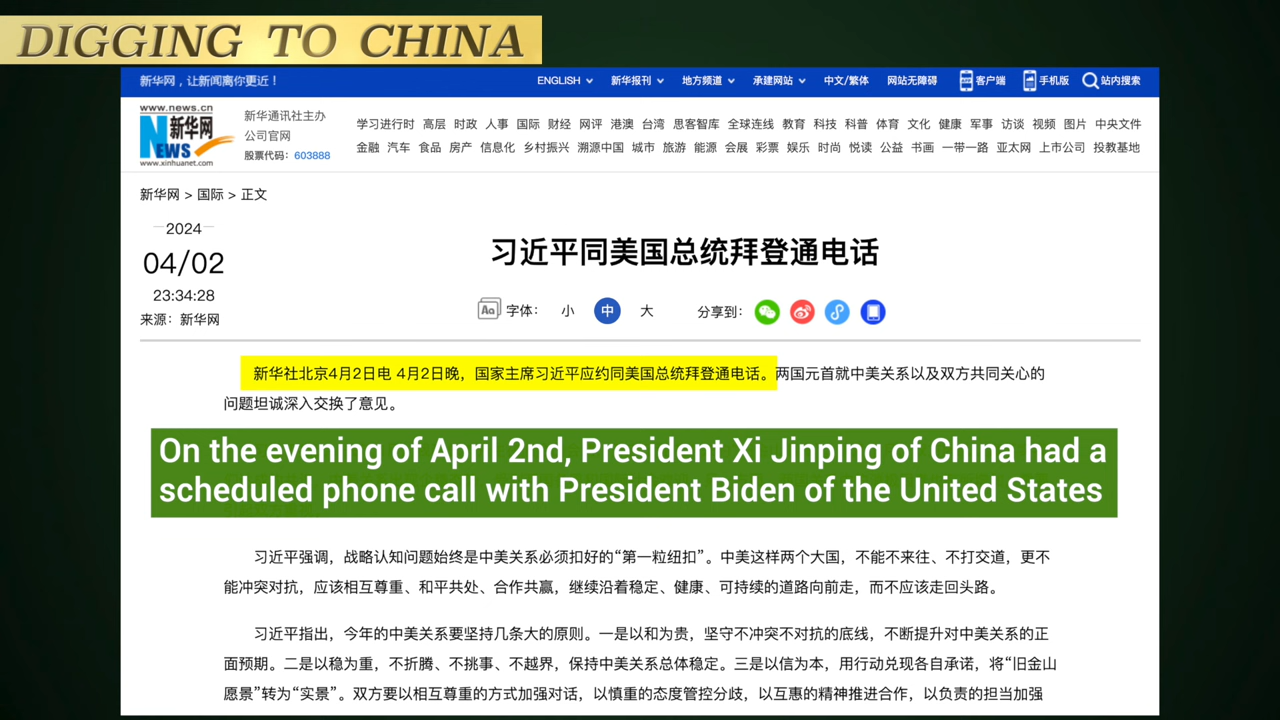 DIGGING TO CHINA
新华网，让新闻离你更近！
ENGLISH 新华报刊 地方频道 承建网站 中文/繁体 网站无障碍 客户端 手机版 站内搜索
www.news.cn
新华网
NEWS
www.xinhuanet.com
新华通讯社主办
公司官网
股票代码：603888
学习进行时 高层 时政 人事 国际 财经 网评 港澳 台湾 思客智库 全球连线 教育 科技 科普 体育 文化 健康 军事 访谈 视频 图片 中央文件
金融 汽车 食品 房产 信息化 乡村振兴 溯源中国 城市 旅游 能源 会展 彩票 娱乐 时尚 悦读 公益 书画 一带一路 亚太网 上市公司 投教基地
新华网 > 国际 > 正文
2024
04/02
23:34:28
来源：新华网
习近平同美国总统拜登通电话
Aa 字体： 小 中 大 分享到：
新华社北京4月2日电 4月2日晚，国家主席习近平应约同美国总统拜登通电话。两国元首就中美关系以及双方共同关心的
问题坦诚深入交换了意见。
On the evening of April 2nd, President Xi Jinping of China had a
scheduled phone call with President Biden of the United States
习近平强调，战略认知问题始终是中美关系必须扣好的“第一粒纽扣”。中美这样两个大国，不能不来往、不打交道，更不
能冲突对抗，应该相互尊重、和平共处、合作共赢，继续沿着稳定、健康、可持续的道路向前走，而不应该走回头路。
习近平指出，今年的中美关系要坚持几条大的原则。一是以和为贵，坚守不冲突不对抗的底线，不断提升对中美关系的正
面预期。二是以稳为重，不折腾、不挑事、不越界，保持中美关系总体稳定。三是以信为本，用行动兑现各自承诺，将“旧金山
愿景”转为“实景”。双方要以相互尊重的方式加强对话，以慎重的态度管控分歧，以互惠的精神推进合作，以负责的担当加强